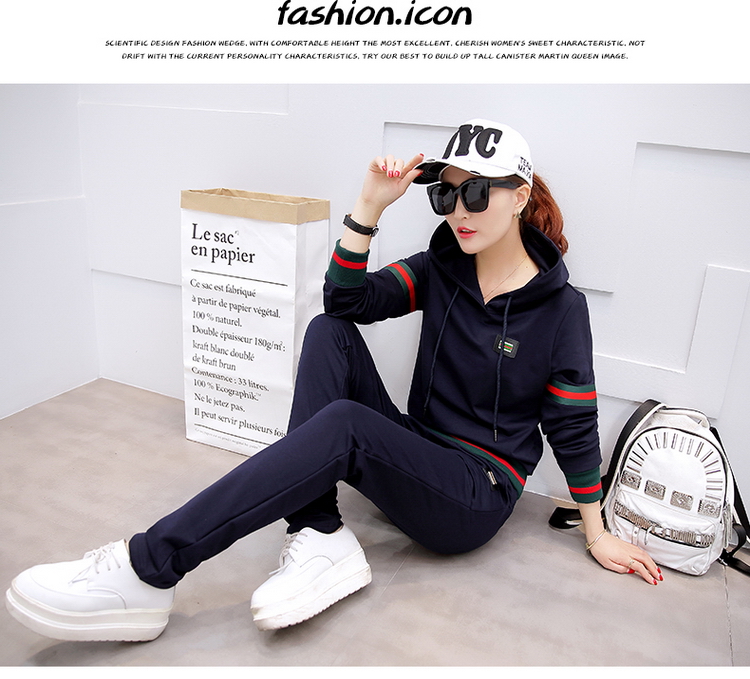 fashion.icon
SCIENTIFIC DESIGN FASHION WEDGE, WITH COMFORTABLE HEIGHT THE MOST EXCELLENT, CHERISH WOMEN'S SWEET CHARACTERISTIC, NOT
DRIFT WITH THE CURRENT PERSONALITY CHARACTERISTICS, TRY OUR BEST TO BUILD UP TALL CANISTER MARTIN QUEEN IMAGE.
NYC
TEAM
Le sac
en papier
Ce sac est fabriqué
à partir de papier végétal.
100 % naturel.
Double épaisseur 180g/m²:
kraft blanc doublé
de kraft brun
Contenance : 33 litres.
100 % Ecographik.
Ne le jetez pas.
Il peut servir plusieurs fois